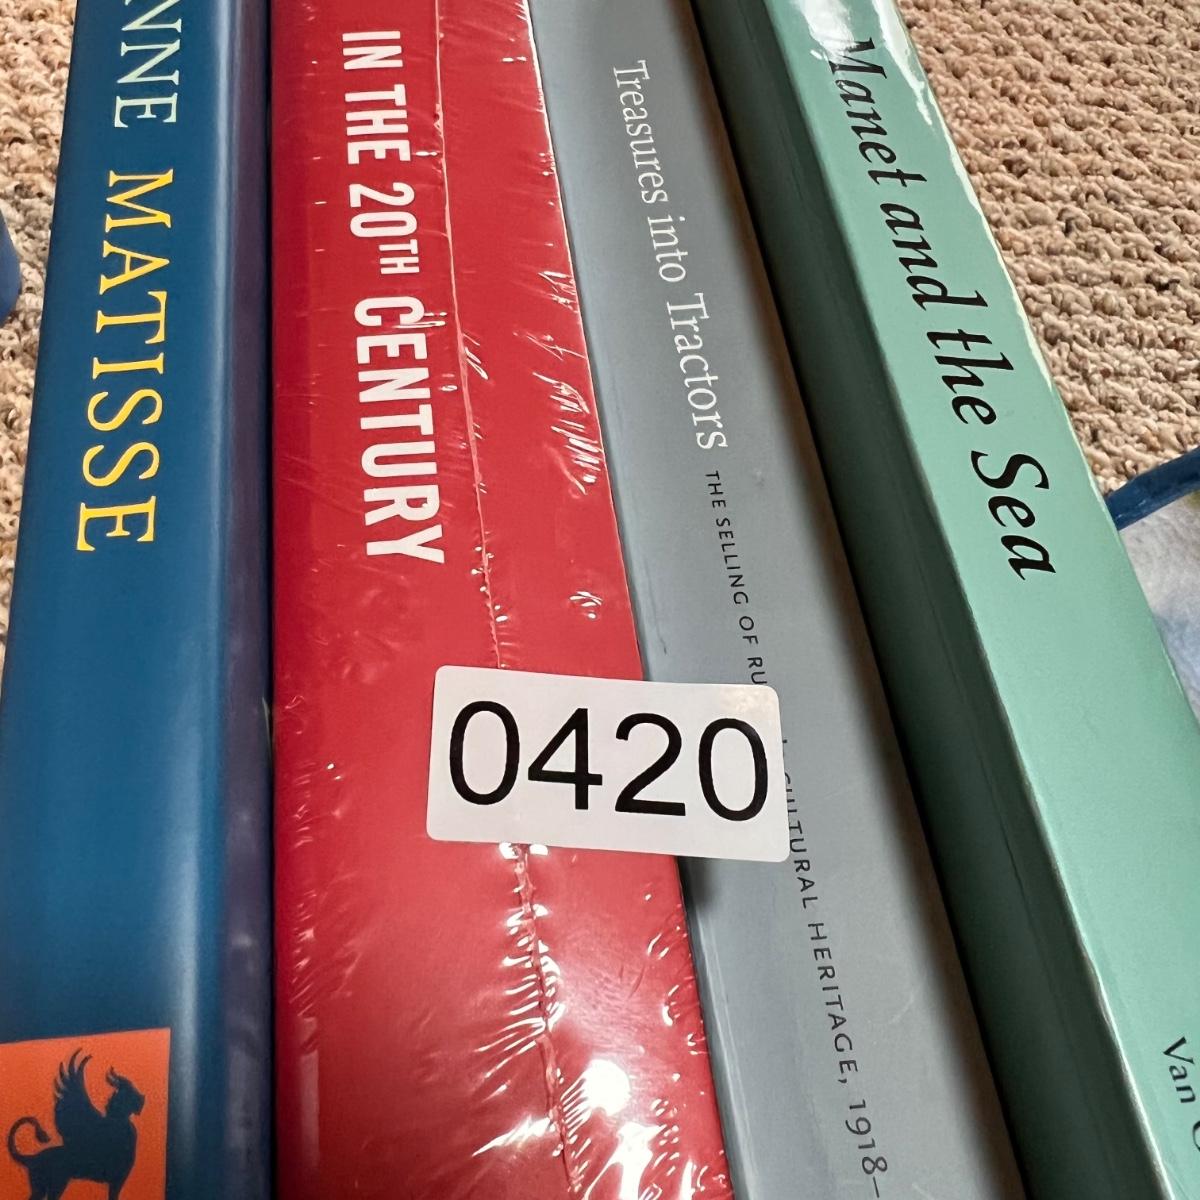 NNE MATISSE
IN THE 20TH CENTURY
Treasures into Tractors THE SELLING OF RU CULTURAL HERITAGE, 1918–
Manet and the Sea
Van
0420